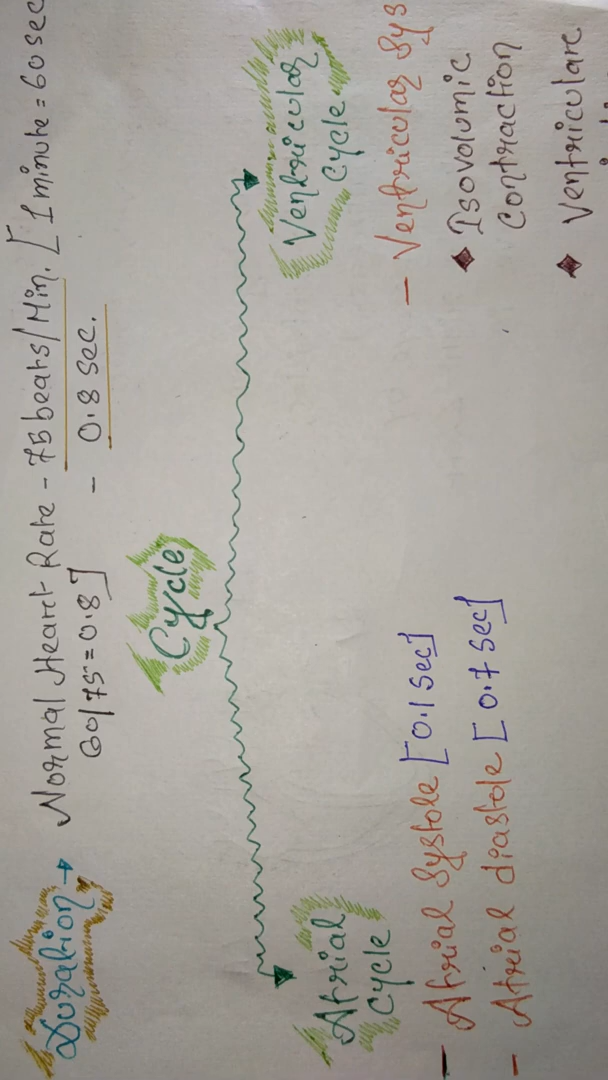 Duration → Normal Heart Rate - 75 beats/Min. [1 minute = 60 sec
60/75 = 0.8] - 0.8 sec.
Cycle
Atrial
Cycle
- Atrial Systole [0.1 sec]
- Atrial diastole [0.7 sec]
Ventricular
Cycle
- Ventricular Sys
◆ Isovolumic
Contraction
◆ Ventriculare